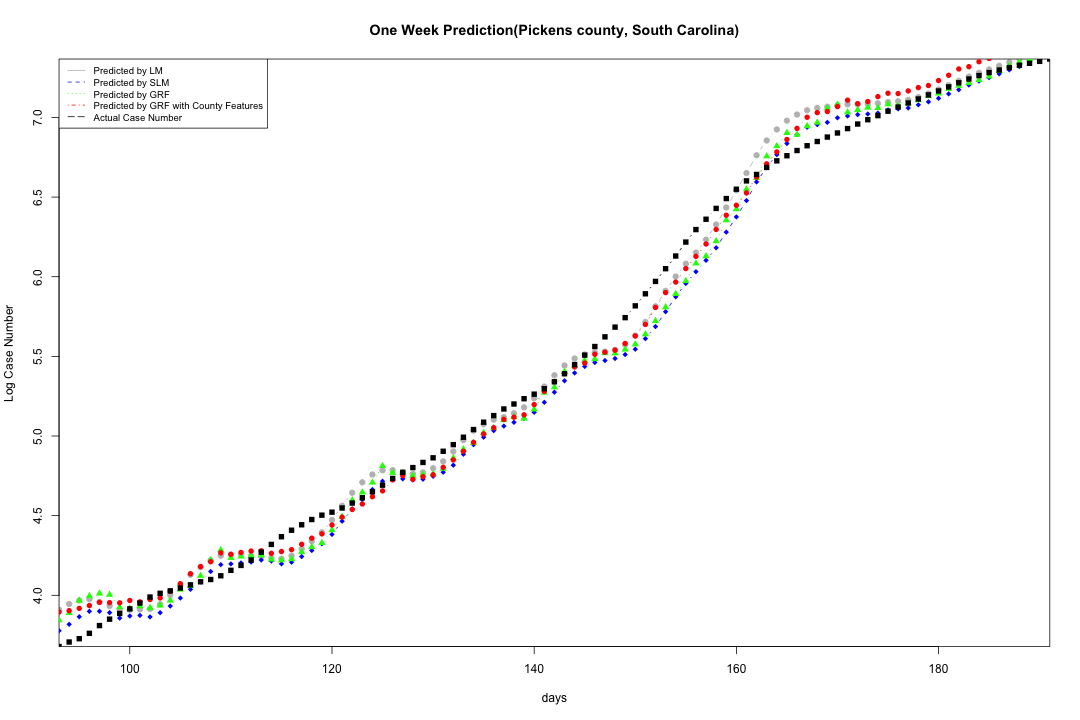 One Week Prediction(Pickens county, South Carolina)
Predicted by LM
Predicted by SLM
Predicted by GRF
Predicted by GRF with County Features
Actual Case Number
Log Case Number
7.0
6.5
6.0
5.5
5.0
4.5
4.0
100 120 140 160 180
days